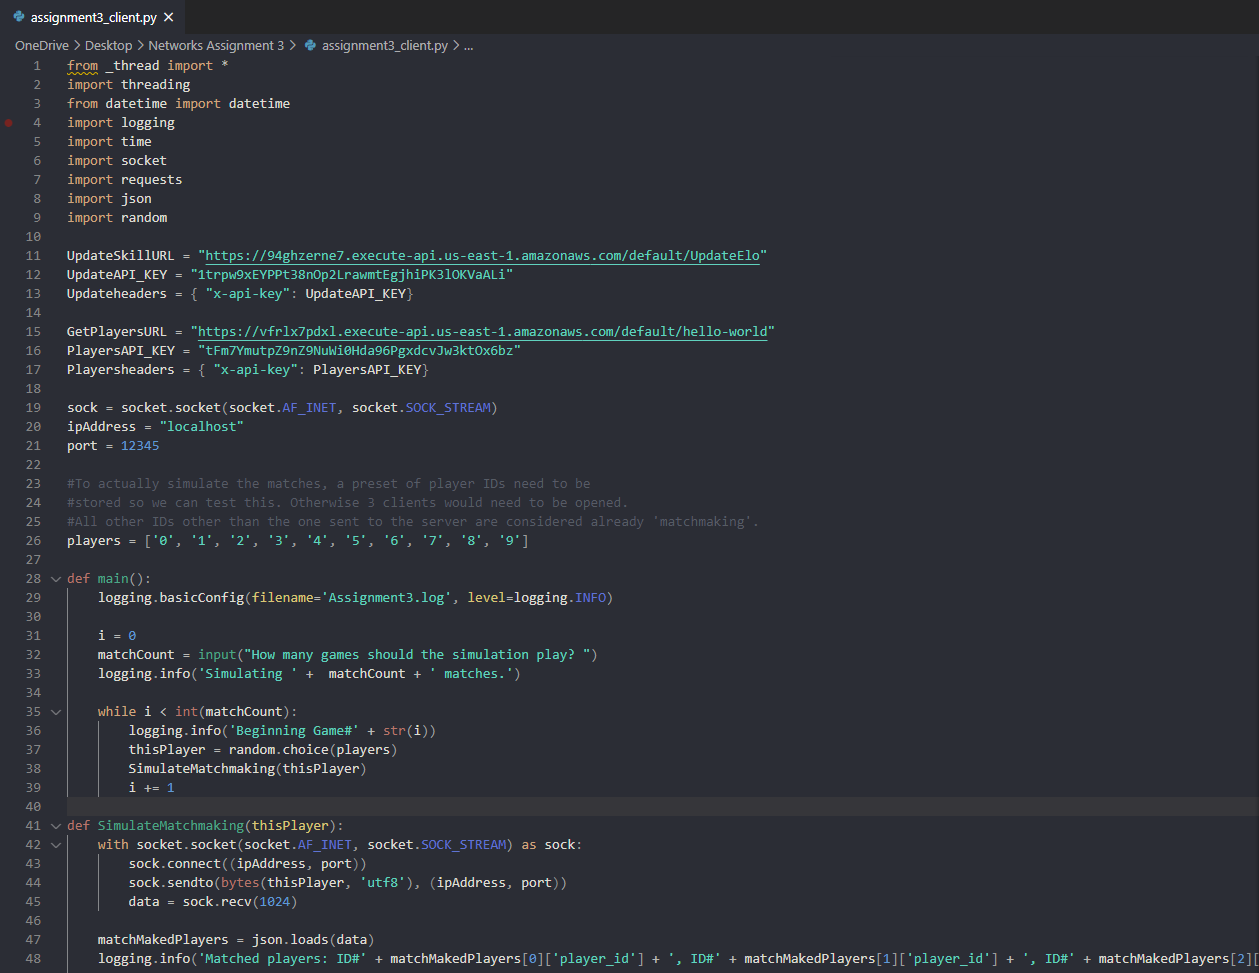 assignment3_client.py
OneDrive > Desktop > Networks Assignment 3 > assignment3_client.py > ...
1 from _thread import *
2 import threading
3 from datetime import datetime
4 import logging
5 import time
6 import socket
7 import requests
8 import json
9 import random
10
11 UpdateSkillURL = "https://94ghzerne7.execute-api.us-east-1.amazonaws.com/default/UpdateElo"
12 UpdateAPI_KEY = "1trpw9xEYPPt38nOp2LrawmtEgjhiPK3lOKVaALi"
13 Updateheaders = { "x-api-key": UpdateAPI_KEY}
14
15 GetPlayersURL = "https://vfrlx7pdxl.execute-api.us-east-1.amazonaws.com/default/hello-world"
16 PlayersAPI_KEY = "tFm7YmutpZ9nZ9NuWi0Hda96PgxdcvJw3ktOx6bz"
17 Playersheaders = { "x-api-key": PlayersAPI_KEY}
18
19 sock = socket.socket(socket.AF_INET, socket.SOCK_STREAM)
20 ipAddress = "localhost"
21 port = 12345
22
23 #To actually simulate the matches, a preset of player IDs need to be
24 #stored so we can test this. Otherwise 3 clients would need to be opened.
25 #All other IDs other than the one sent to the server are considered already 'matchmaking'.
26 players = ['0', '1', '2', '3', '4', '5', '6', '7', '8', '9']
27
28 def main():
29 logging.basicConfig(filename='Assignment3.log', level=logging.INFO)
30
31 i = 0
32 matchCount = input("How many games should the simulation play? ")
33 logging.info('Simulating ' +  matchCount + ' matches.')
34
35 while i < int(matchCount):
36 logging.info('Beginning Game#' + str(i))
37 thisPlayer = random.choice(players)
38 SimulateMatchmaking(thisPlayer)
39 i += 1
40
41 def SimulateMatchmaking(thisPlayer):
42 with socket.socket(socket.AF_INET, socket.SOCK_STREAM) as sock:
43 sock.connect((ipAddress, port))
44 sock.sendto(bytes(thisPlayer, 'utf8'), (ipAddress, port))
45 data = sock.recv(1024)
46
47 matchMakedPlayers = json.loads(data)
48 logging.info('Matched players: ID#' + matchMakedPlayers[0]['player_id'] + ', ID#' + matchMakedPlayers[1]['player_id'] + ', ID#' + matchMakedPlayers[2][